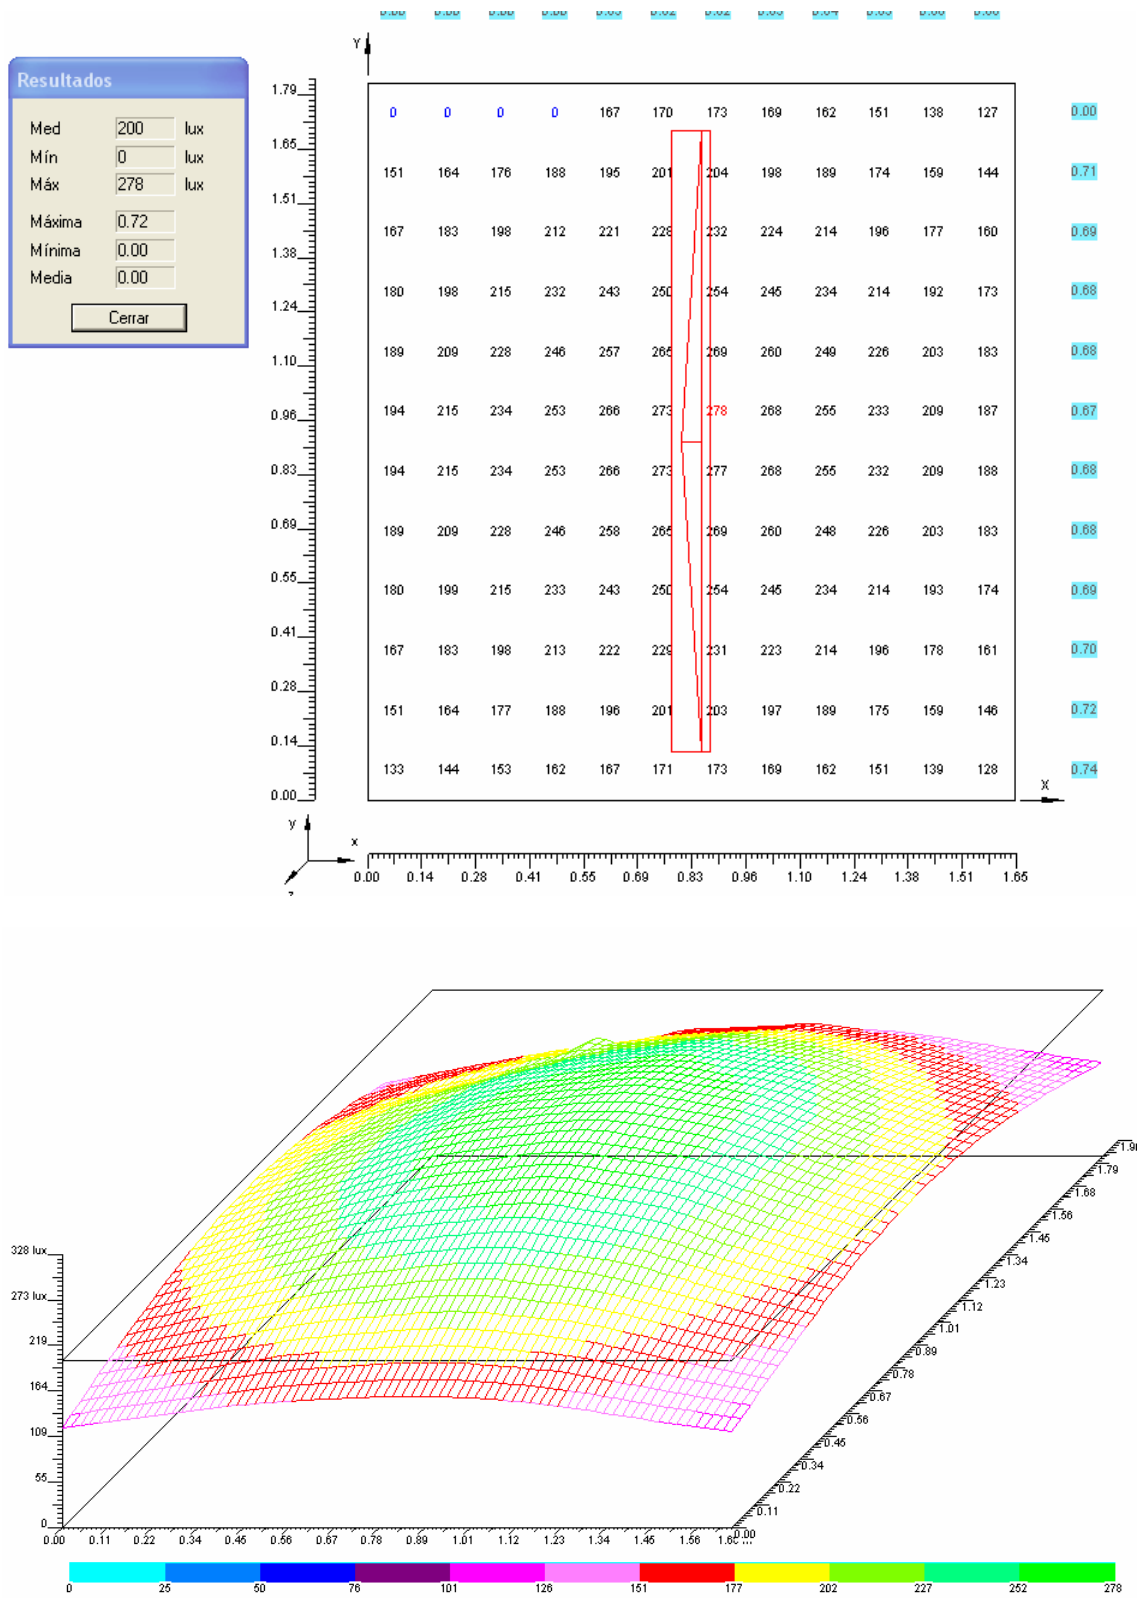 Resultados
Med 200 lux
Mín 0 lux
Máx 278 lux
Máxima 0.72
Mínima 0.00
Media 0.00
Cerrar
Y
1.79
0 0 0 0 167 170 173 169 162 151 138 127 0.00
1.65
151 164 176 188 195 201 204 198 189 174 159 144 0.71
1.51
167 183 198 212 221 228 232 224 214 196 177 160 0.69
1.38
180 198 215 232 243 250 254 245 234 214 192 173 0.68
1.24
189 209 228 246 257 265 269 260 249 226 203 183 0.68
1.10
194 215 234 253 266 273 278 268 255 233 209 187 0.67
0.96
194 215 234 253 266 273 277 268 255 232 209 188 0.68
0.83
189 209 228 246 258 265 269 260 248 226 203 183 0.68
0.69
180 199 215 233 243 250 254 245 234 214 193 174 0.69
0.55
167 183 198 213 222 229 231 223 214 196 178 161 0.70
0.41
151 164 177 188 196 201 203 197 189 175 159 146 0.72
0.28
133 144 153 162 167 171 173 169 162 151 139 128 0.74
0.14
0.00
X
y
x
0.00 0.14 0.28 0.41 0.55 0.69 0.83 0.96 1.10 1.24 1.38 1.51 1.65
328 lux
273 lux
219
164
109
55
0
0.00 0.11 0.22 0.34 0.45 0.56 0.67 0.78 0.89 1.01 1.12 1.23 1.34 1.45 1.56
0.00
0.11
0.22
0.34
0.45
0.56
0.67
0.78
0.89
1.01
1.12
1.23
1.34
1.45
1.56
1.68
1.79
0 25 50 76 101 126 151 177 202 227 252 278